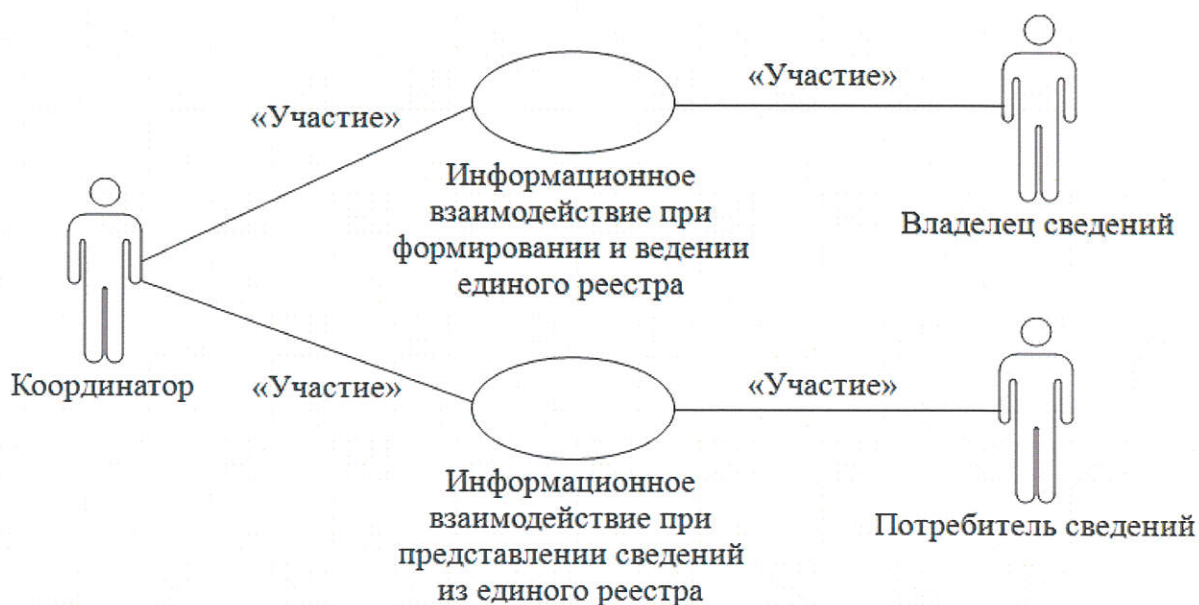 «Участие»
«Участие»
Информационное
взаимодействие при
формировании и ведении
единого реестра
Владелец сведений
Координатор
«Участие»
«Участие»
Информационное
взаимодействие при
представлении сведений
из единого реестра
Потребитель сведений